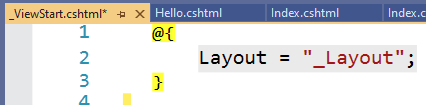 _ViewStart.cshtml* Hello.cshtml Index.cshtml Index.c
1 @{
2 Layout = "_Layout";
3 }
4